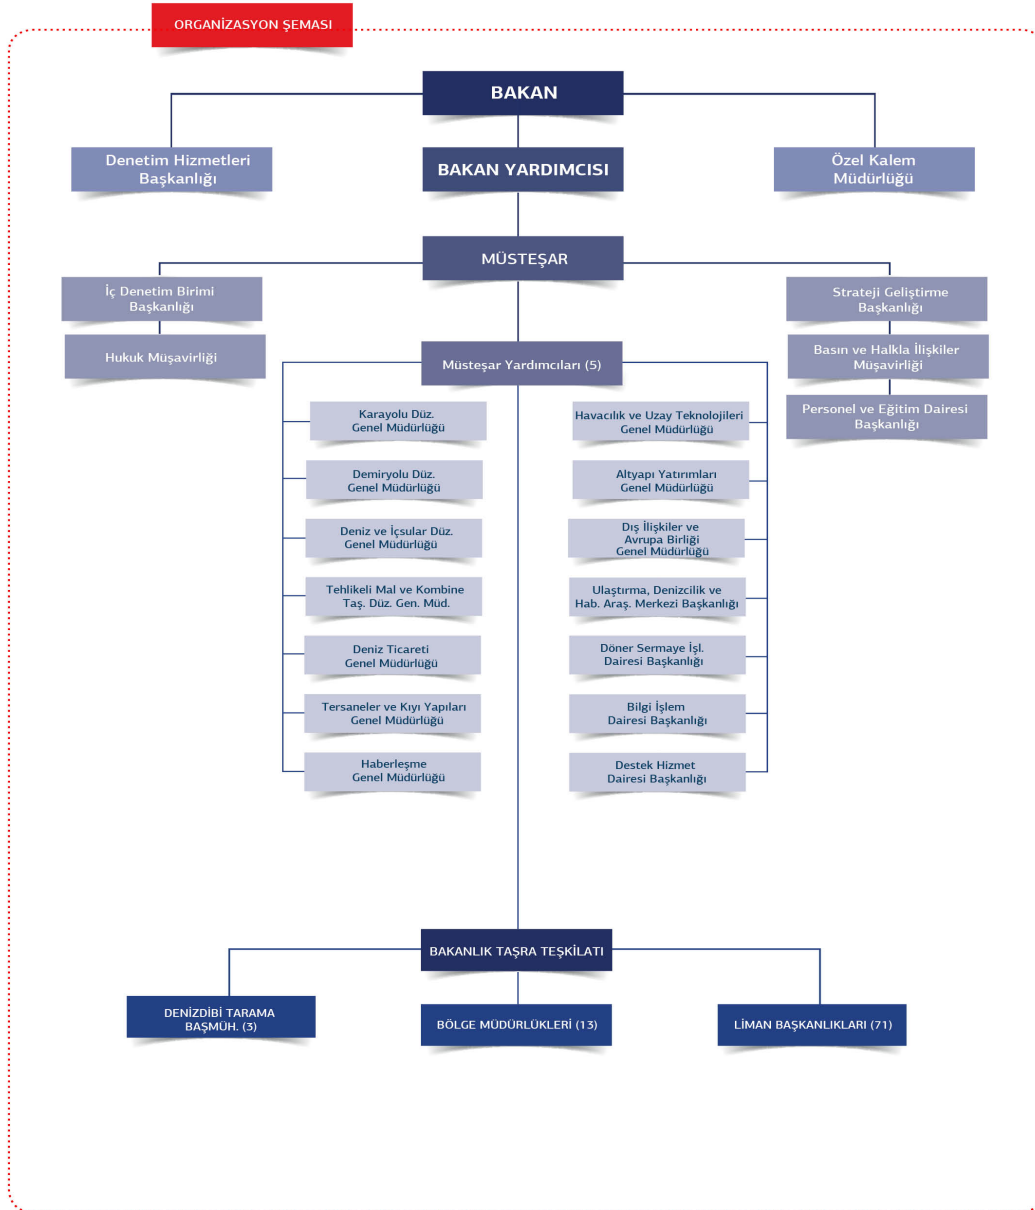 ORGANİZASYON ŞEMASI
BAKAN
Denetim Hizmetleri
Başkanlığı
BAKAN YARDIMCISI
Özel Kalem
Müdürlüğü
MÜSTEŞAR
İç Denetim Birimi
Başkanlığı
Hukuk Müşavirliği
Strateji Geliştirme
Başkanlığı
Basın ve Halkla İlişkiler
Müşavirliği
Personel ve Eğitim Dairesi
Başkanlığı
Müsteşar Yardımcıları (5)
Karayolu Düz.
Genel Müdürlüğü
Demiryolu Düz.
Genel Müdürlüğü
Deniz ve İçsular Düz.
Genel Müdürlüğü
Tehlikeli Mal ve Kombine
Taş. Düz. Gen. Müd.
Deniz Ticareti
Genel Müdürlüğü
Tersaneler ve Kıyı Yapıları
Genel Müdürlüğü
Haberleşme
Genel Müdürlüğü
Havacılık ve Uzay Teknolojileri
Genel Müdürlüğü
Altyapı Yatırımları
Genel Müdürlüğü
Dış İlişkiler ve
Avrupa Birliği
Genel Müdürlüğü
Ulaştırma, Denizcilik ve
Hab. Araş. Merkezi Başkanlığı
Döner Sermaye İşl.
Dairesi Başkanlığı
Bilgi İşlem
Dairesi Başkanlığı
Destek Hizmet
Dairesi Başkanlığı
BAKANLIK TAŞRA TEŞKİLATI
DENİZDİBİ TARAMA
BAŞMÜH. (3)
BÖLGE MÜDÜRLÜKLERİ (13)
LİMAN BAŞKANLIKLARI (71)